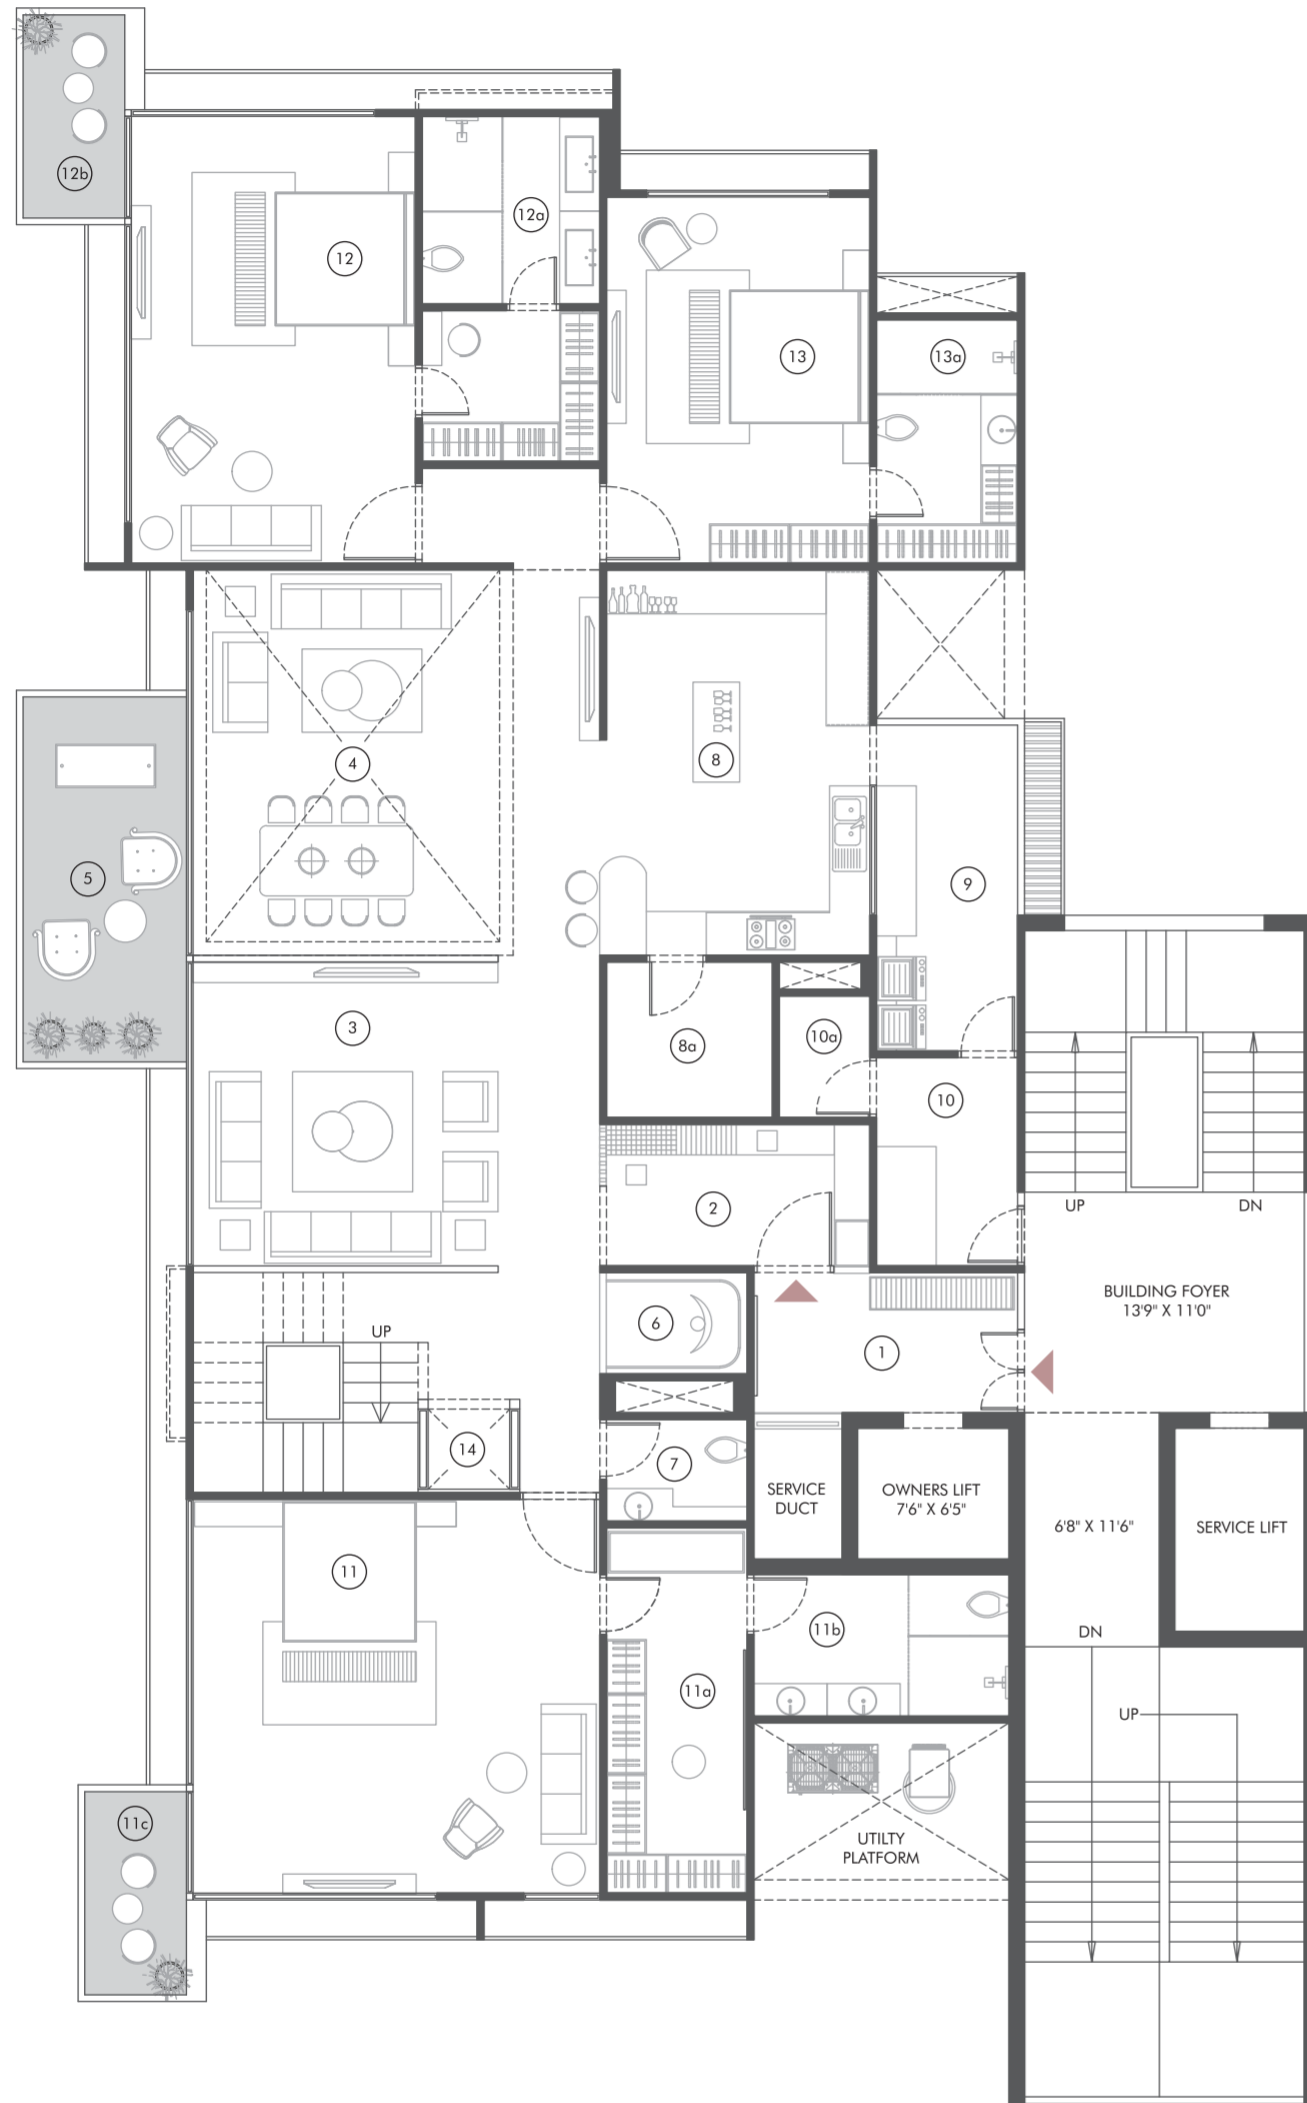 12b
12a
12
13
13a
4
8
5
9
3
10a
8a
10
2
UP
DN
BUILDING FOYER
13'9" X 11'0"
6
UP
1
14
7
SERVICE
DUCT
OWNERS LIFT
7'6" X 6'5"
6'8" X 11'6"
SERVICE LIFT
11
11b
DN
11a
UP
11c
UTILTY
PLATFORM